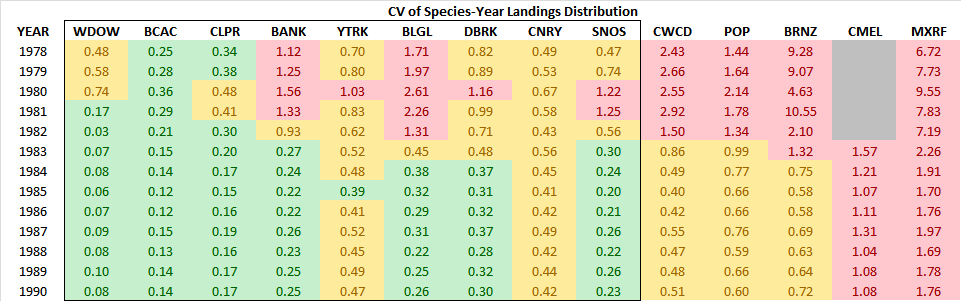 CV of Species-Year Landings Distribution
YEAR WDOW BCAC CLPR BANK YTRK BLGL DBRK CNRY SNOS CWCD POP BRNZ CMEL MXRF
1978 0.48 0.25 0.34 1.12 0.70 1.71 0.82 0.49 0.47 2.43 1.44 9.28 6.72
1979 0.58 0.28 0.38 1.25 0.80 1.97 0.89 0.53 0.74 2.66 1.64 9.07 7.73
1980 0.74 0.36 0.48 1.56 1.03 2.61 1.16 0.67 1.22 2.55 2.14 4.63 9.55
1981 0.17 0.29 0.41 1.33 0.83 2.26 0.99 0.58 1.25 2.92 1.78 10.55 7.83
1982 0.03 0.21 0.30 0.93 0.62 1.31 0.71 0.43 0.56 1.50 1.34 2.10 7.19
1983 0.07 0.15 0.20 0.27 0.52 0.45 0.48 0.56 0.30 0.86 0.99 1.32 1.57 2.26
1984 0.08 0.14 0.17 0.24 0.48 0.38 0.37 0.45 0.24 0.49 0.77 0.75 1.21 1.91
1985 0.06 0.12 0.15 0.22 0.39 0.32 0.31 0.41 0.20 0.40 0.66 0.58 1.07 1.70
1986 0.07 0.12 0.16 0.22 0.41 0.29 0.32 0.42 0.21 0.42 0.66 0.58 1.11 1.76
1987 0.09 0.15 0.19 0.26 0.52 0.31 0.37 0.49 0.26 0.55 0.76 0.69 1.31 1.97
1988 0.08 0.13 0.16 0.23 0.45 0.22 0.28 0.42 0.22 0.47 0.59 0.63 1.04 1.69
1989 0.10 0.14 0.17 0.25 0.49 0.25 0.32 0.44 0.26 0.48 0.66 0.64 1.08 1.78
1990 0.08 0.14 0.17 0.25 0.47 0.26 0.30 0.42 0.23 0.51 0.60 0.72 1.08 1.76